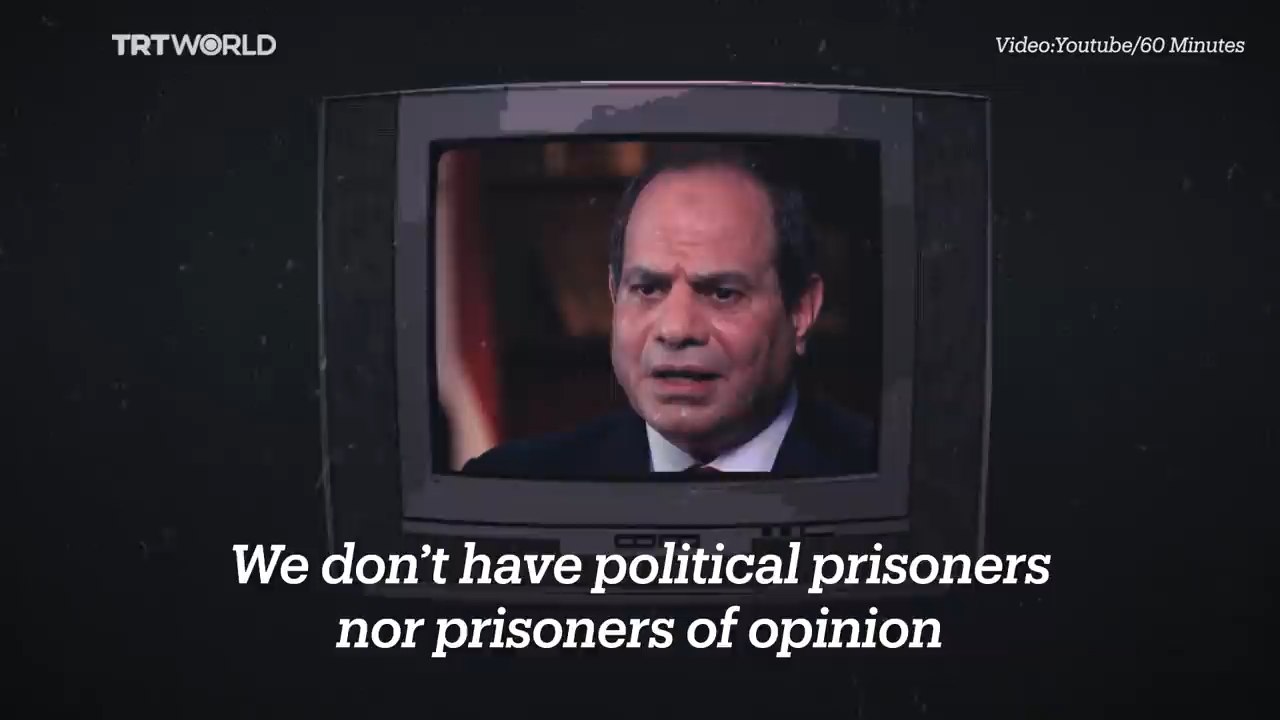 TRTWORLD
Video:Youtube/60 Minutes
We don't have political prisoners
nor prisoners of opinion